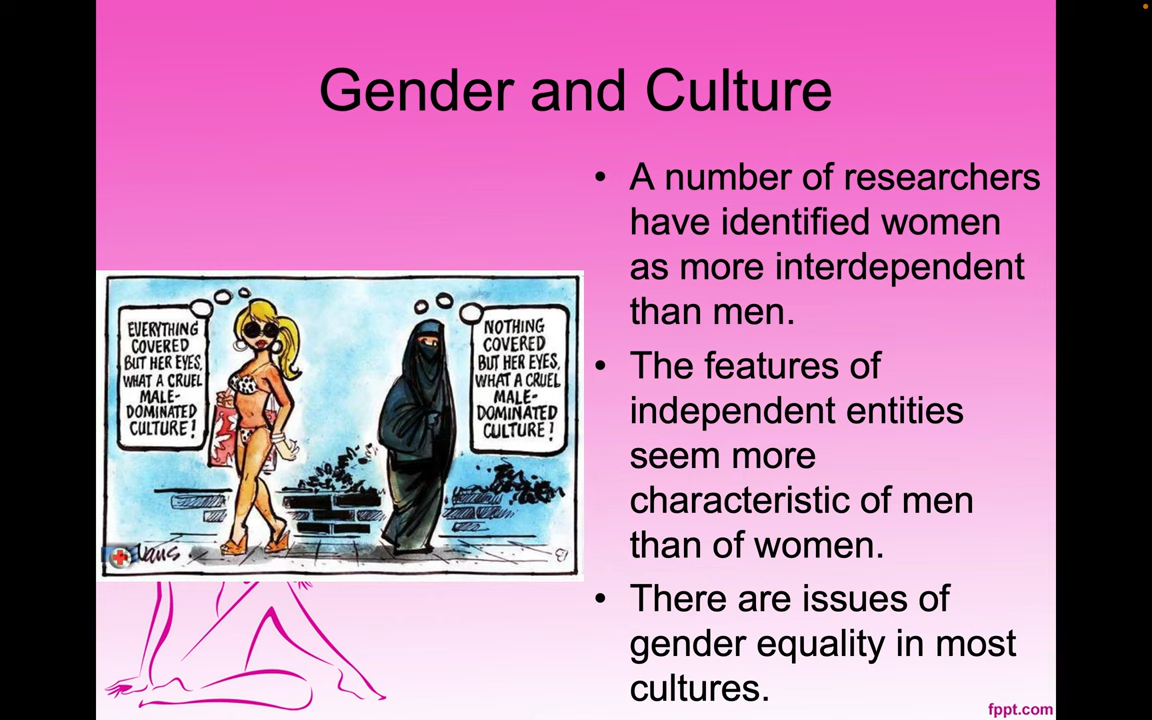 Gender and Culture
• A number of researchers
have identified women
as more interdependent
than men.
• The features of
independent entities
seem more
characteristic of men
than of women.
• There are issues of
gender equality in most
cultures.
EVERYTHING
COVERED
BUT HER EYES,
WHAT A CRUEL
MALE-
DOMINATED
CULTURE!
NOTHING
COVERED
BUT HER EYES,
WHAT A CRUEL
MALE-
DOMINATED
CULTURE!
fppt.com